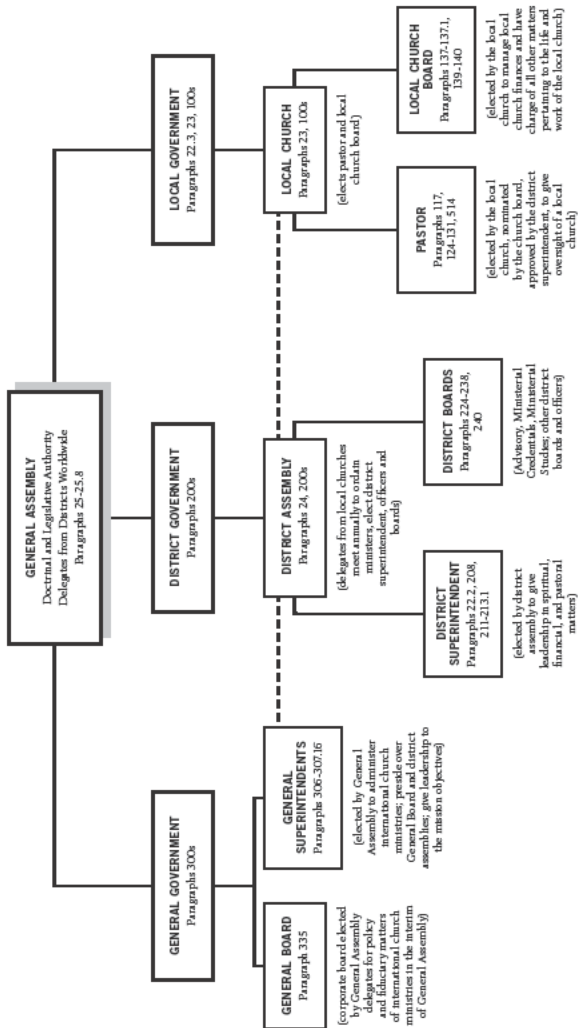 GENERAL ASSEMBLY
Doctrinal and Legislative Authority
Delegates from Districts Worldwide
Paragraphs 25-25.8
GENERAL GOVERNMENT
Paragraphs 300s
DISTRICT GOVERNMENT
Paragraphs 200s
LOCAL GOVERNMENT
Paragraphs 22.3, 23, 100s
GENERAL BOARD
Paragraph 335
(corporate board elected
by General Assembly
delegates for policy
and fiduciary matters
of international church
ministries in the interim
of General Assembly)
GENERAL
SUPERINTENDENTS
Paragraphs 306-307.16
(elected by General
Assembly to administer
international church
ministries; preside over
General Board and district
assemblies; give leadership to
the mission objectives)
DISTRICT ASSEMBLY
Paragraphs 24, 200s
(delegates from local churches
meet annually to ordain
ministers, elect district
superintendent, officers and
boards)
LOCAL CHURCH
Paragraphs 23, 100s
(elects pastor and local
church board)
DISTRICT
SUPERINTENDENT
Paragraphs 22.2, 208,
211-213.1
(elected by district
assembly to give
leadership in spiritual,
financial, and pastoral
matters)
DISTRICT BOARDS
Paragraphs 224-238,
240
(Advisory, Ministerial
Credentials, Ministerial
Studies; other district
boards and officers)
PASTOR
Paragraphs 117,
124-131, 514
(elected by the local
church, nominated
by the church board,
approved by the district
superintendent, to give
oversight of a local
church)
LOCAL CHURCH
BOARD
Paragraphs 137-137.1,
139-140
(elected by the local
church to manage local
church finances and have
charge of all other matters
pertaining to the life and
work of the local church)